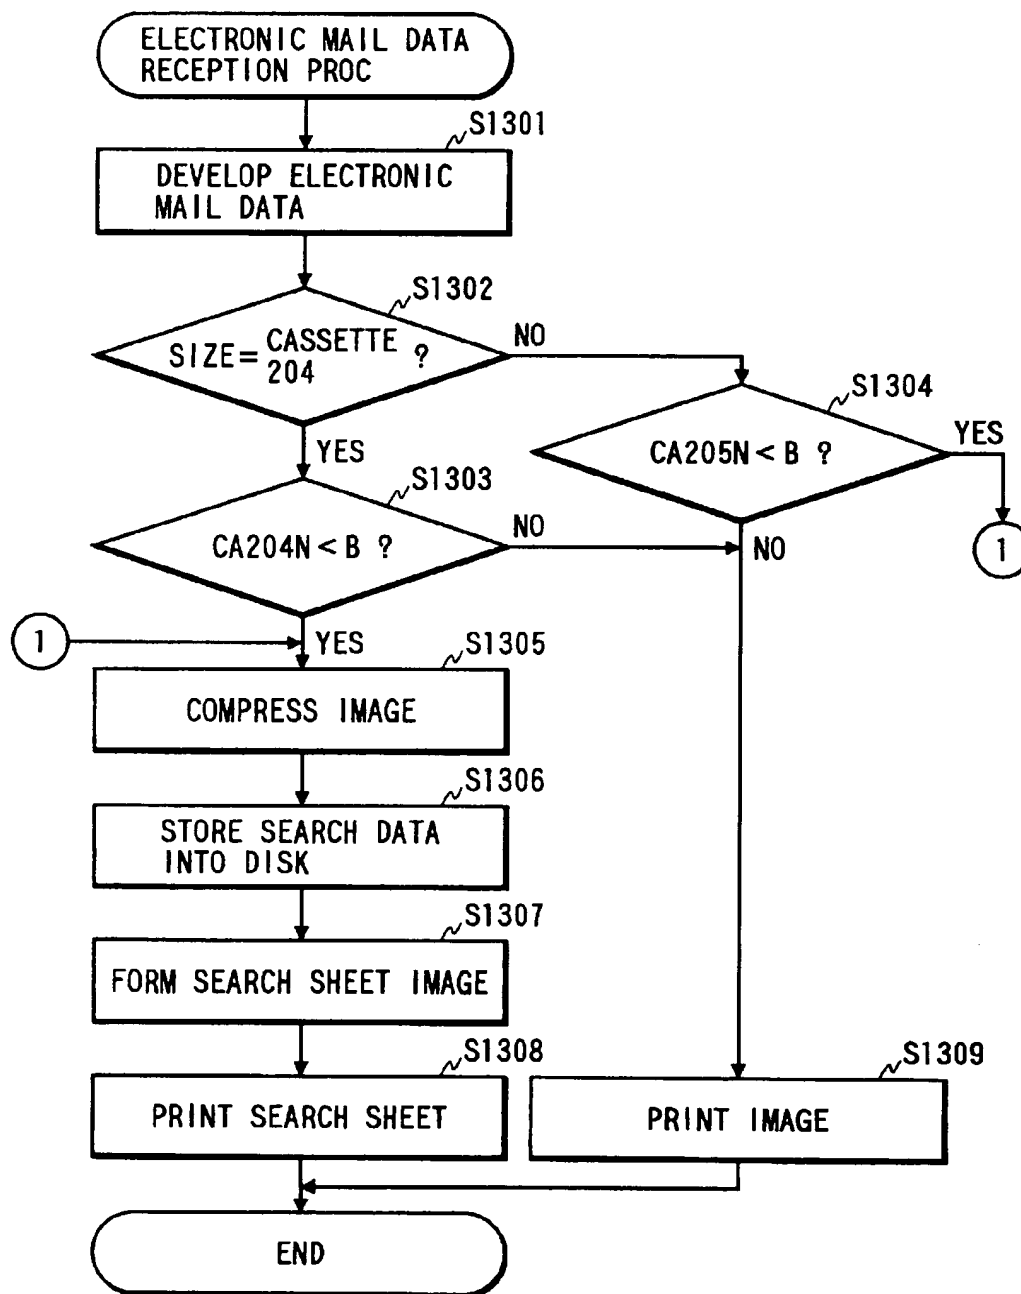 ELECTRONIC MAIL DATA
RECEPTION PROC
S1301
DEVELOP ELECTRONIC
MAIL DATA
S1302
SIZE= CASSETTE 204 ?
NO
YES
S1304
CA205N < B ?
YES
1
NO
S1303
CA204N < B ?
NO
YES
1
S1305
COMPRESS IMAGE
S1306
STORE SEARCH DATA
INTO DISK
S1307
FORM SEARCH SHEET IMAGE
S1308
PRINT SEARCH SHEET
S1309
PRINT IMAGE
END